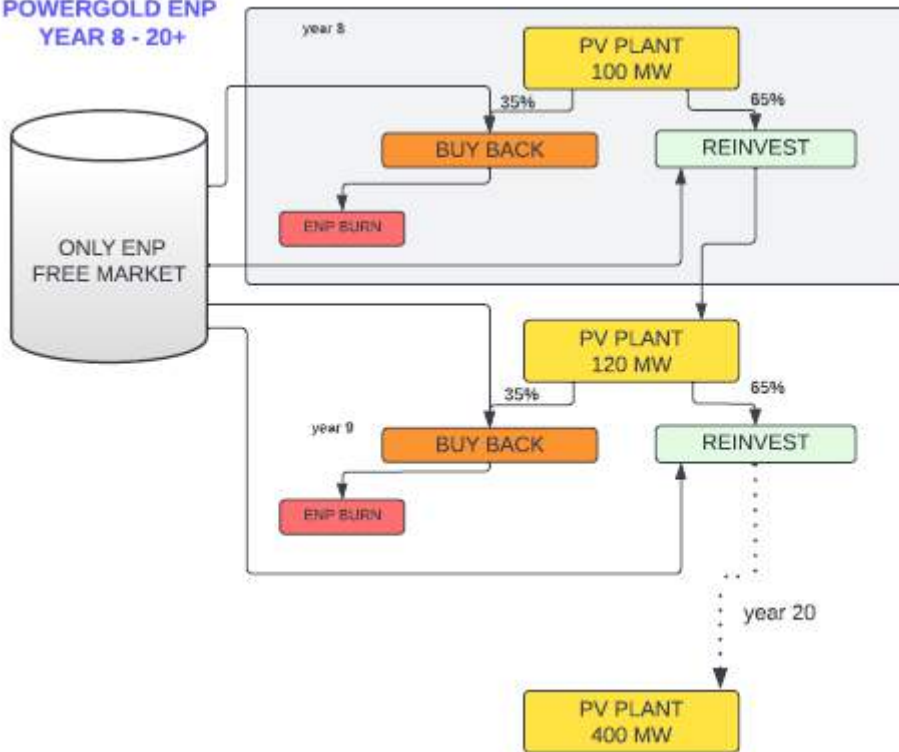 POWERGOLD ENP
YEAR 8 - 20+
year 8
PV PLANT
100 MW
35%
65%
BUY BACK
REINVEST
ENP BURN
ONLY ENP
FREE MARKET
PV PLANT
120 MW
35%
65%
year 9
BUY BACK
REINVEST
ENP BURN
year 20
PV PLANT
400 MW